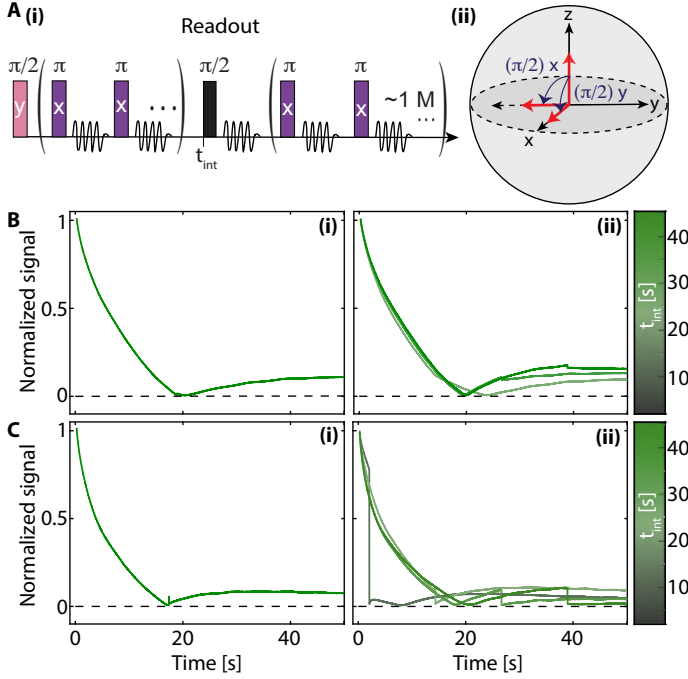 A (i) Readout (ii)
π/2 π π π/2 π π
y ( x x ... ) ( x x ~1 M ... )
t_int
z
(π/2) x
(π/2) y
y
x
B (i) (ii)
Normalized signal
1
0.5
0
t_int [s]
40
30
20
10
C (i) (ii)
Normalized signal
1
0.5
0
t_int [s]
40
30
20
10
0 20 40 0 20 40
Time [s] Time [s]